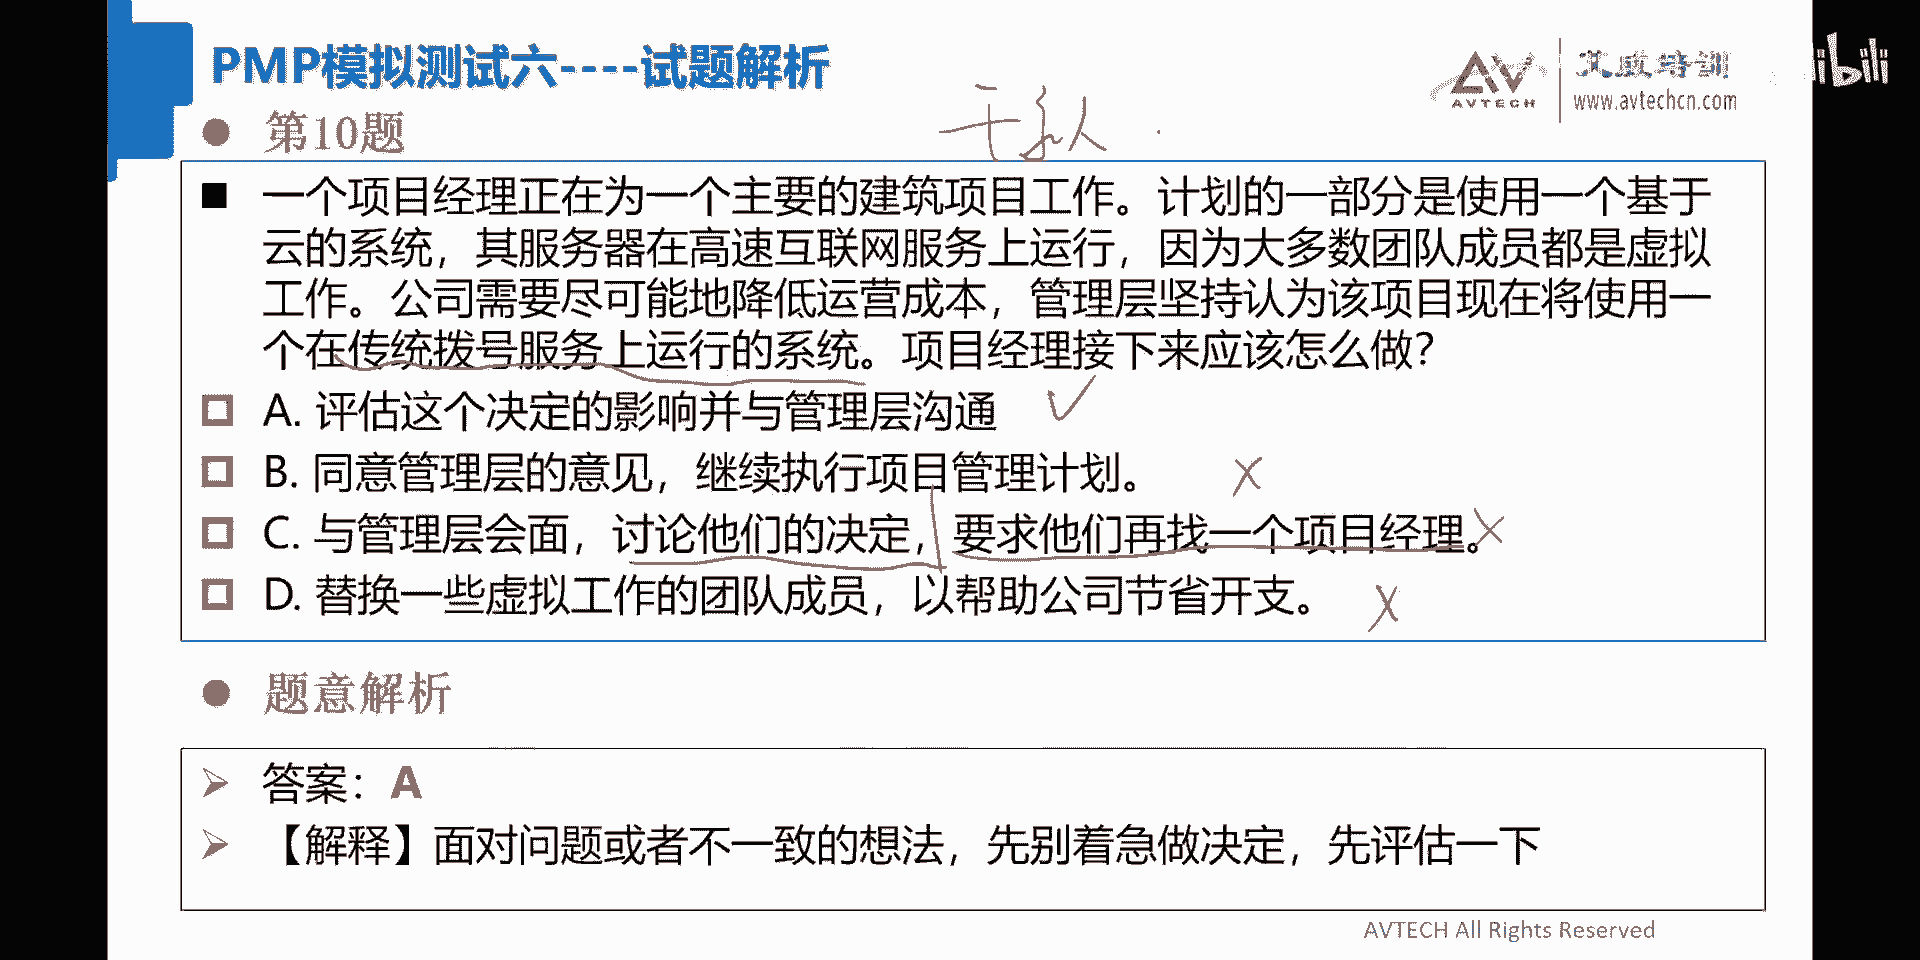 PMP模拟测试六----试题解析
艾威培训
AVTECH
www.avtechcn.com
bili
第10题
干系人
一个项目经理正在为一个主要的建筑项目工作。计划的一部分是使用一个基于
云的系统，其服务器在高速互联网服务上运行，因为大多数团队成员都是虚拟
工作。公司需要尽可能地降低运营成本，管理层坚持认为该项目现在将使用一
个在传统拨号服务上运行的系统。项目经理接下来应该怎么做？
A. 评估这个决定的影响并与管理层沟通
B. 同意管理层的意见，继续执行项目管理计划。
C. 与管理层会面，讨论他们的决定，要求他们再找一个项目经理。
D. 替换一些虚拟工作的团队成员，以帮助公司节省开支。
题意解析
答案：A
【解释】面对问题或者不一致的想法，先别着急做决定，先评估一下
AVTECH All Rights Reserved